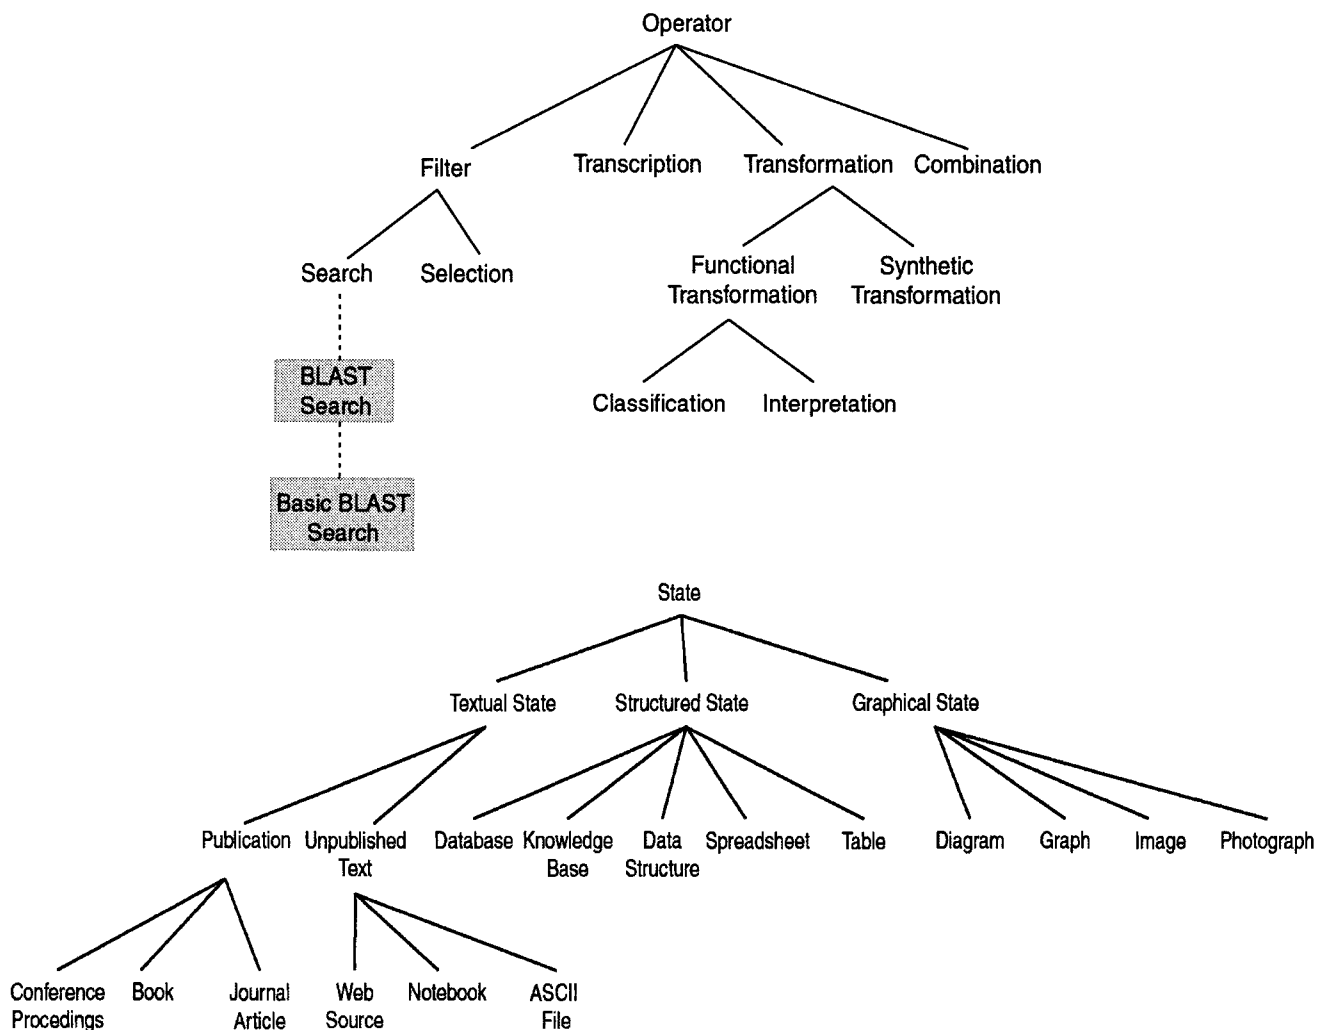 Operator
Filter Transcription Transformation Combination
Search Selection Functional Transformation Synthetic Transformation
BLAST
Search
Classification Interpretation
Basic BLAST
Search
State
Textual State Structured State Graphical State
Publication Unpublished Text Database Knowledge Base Data Structure Spreadsheet Table Diagram Graph Image Photograph
Conference Procedings Book Journal Article Web Source Notebook ASCII File